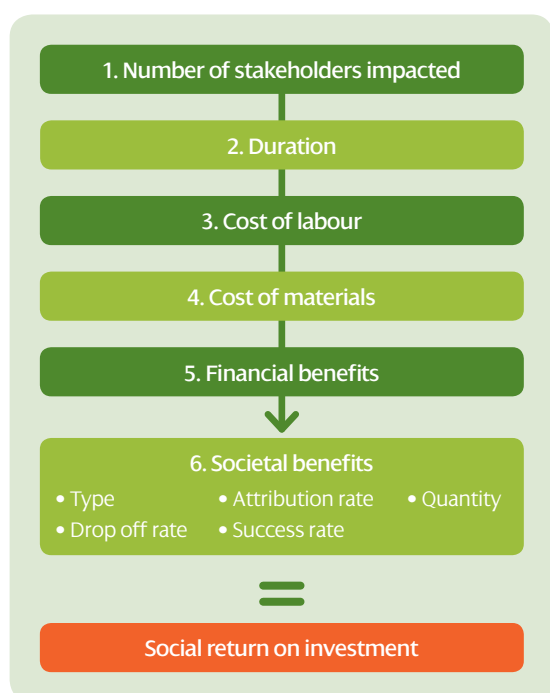 1. Number of stakeholders impacted
2. Duration
3. Cost of labour
4. Cost of materials
5. Financial benefits
6. Societal benefits
• Type • Attribution rate • Quantity
• Drop off rate • Success rate
=
Social return on investment